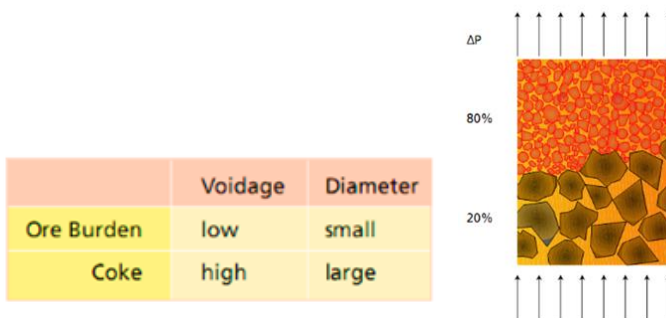 Voidage Diameter
Ore Burden low small
Coke high large
ΔP
80%
20%